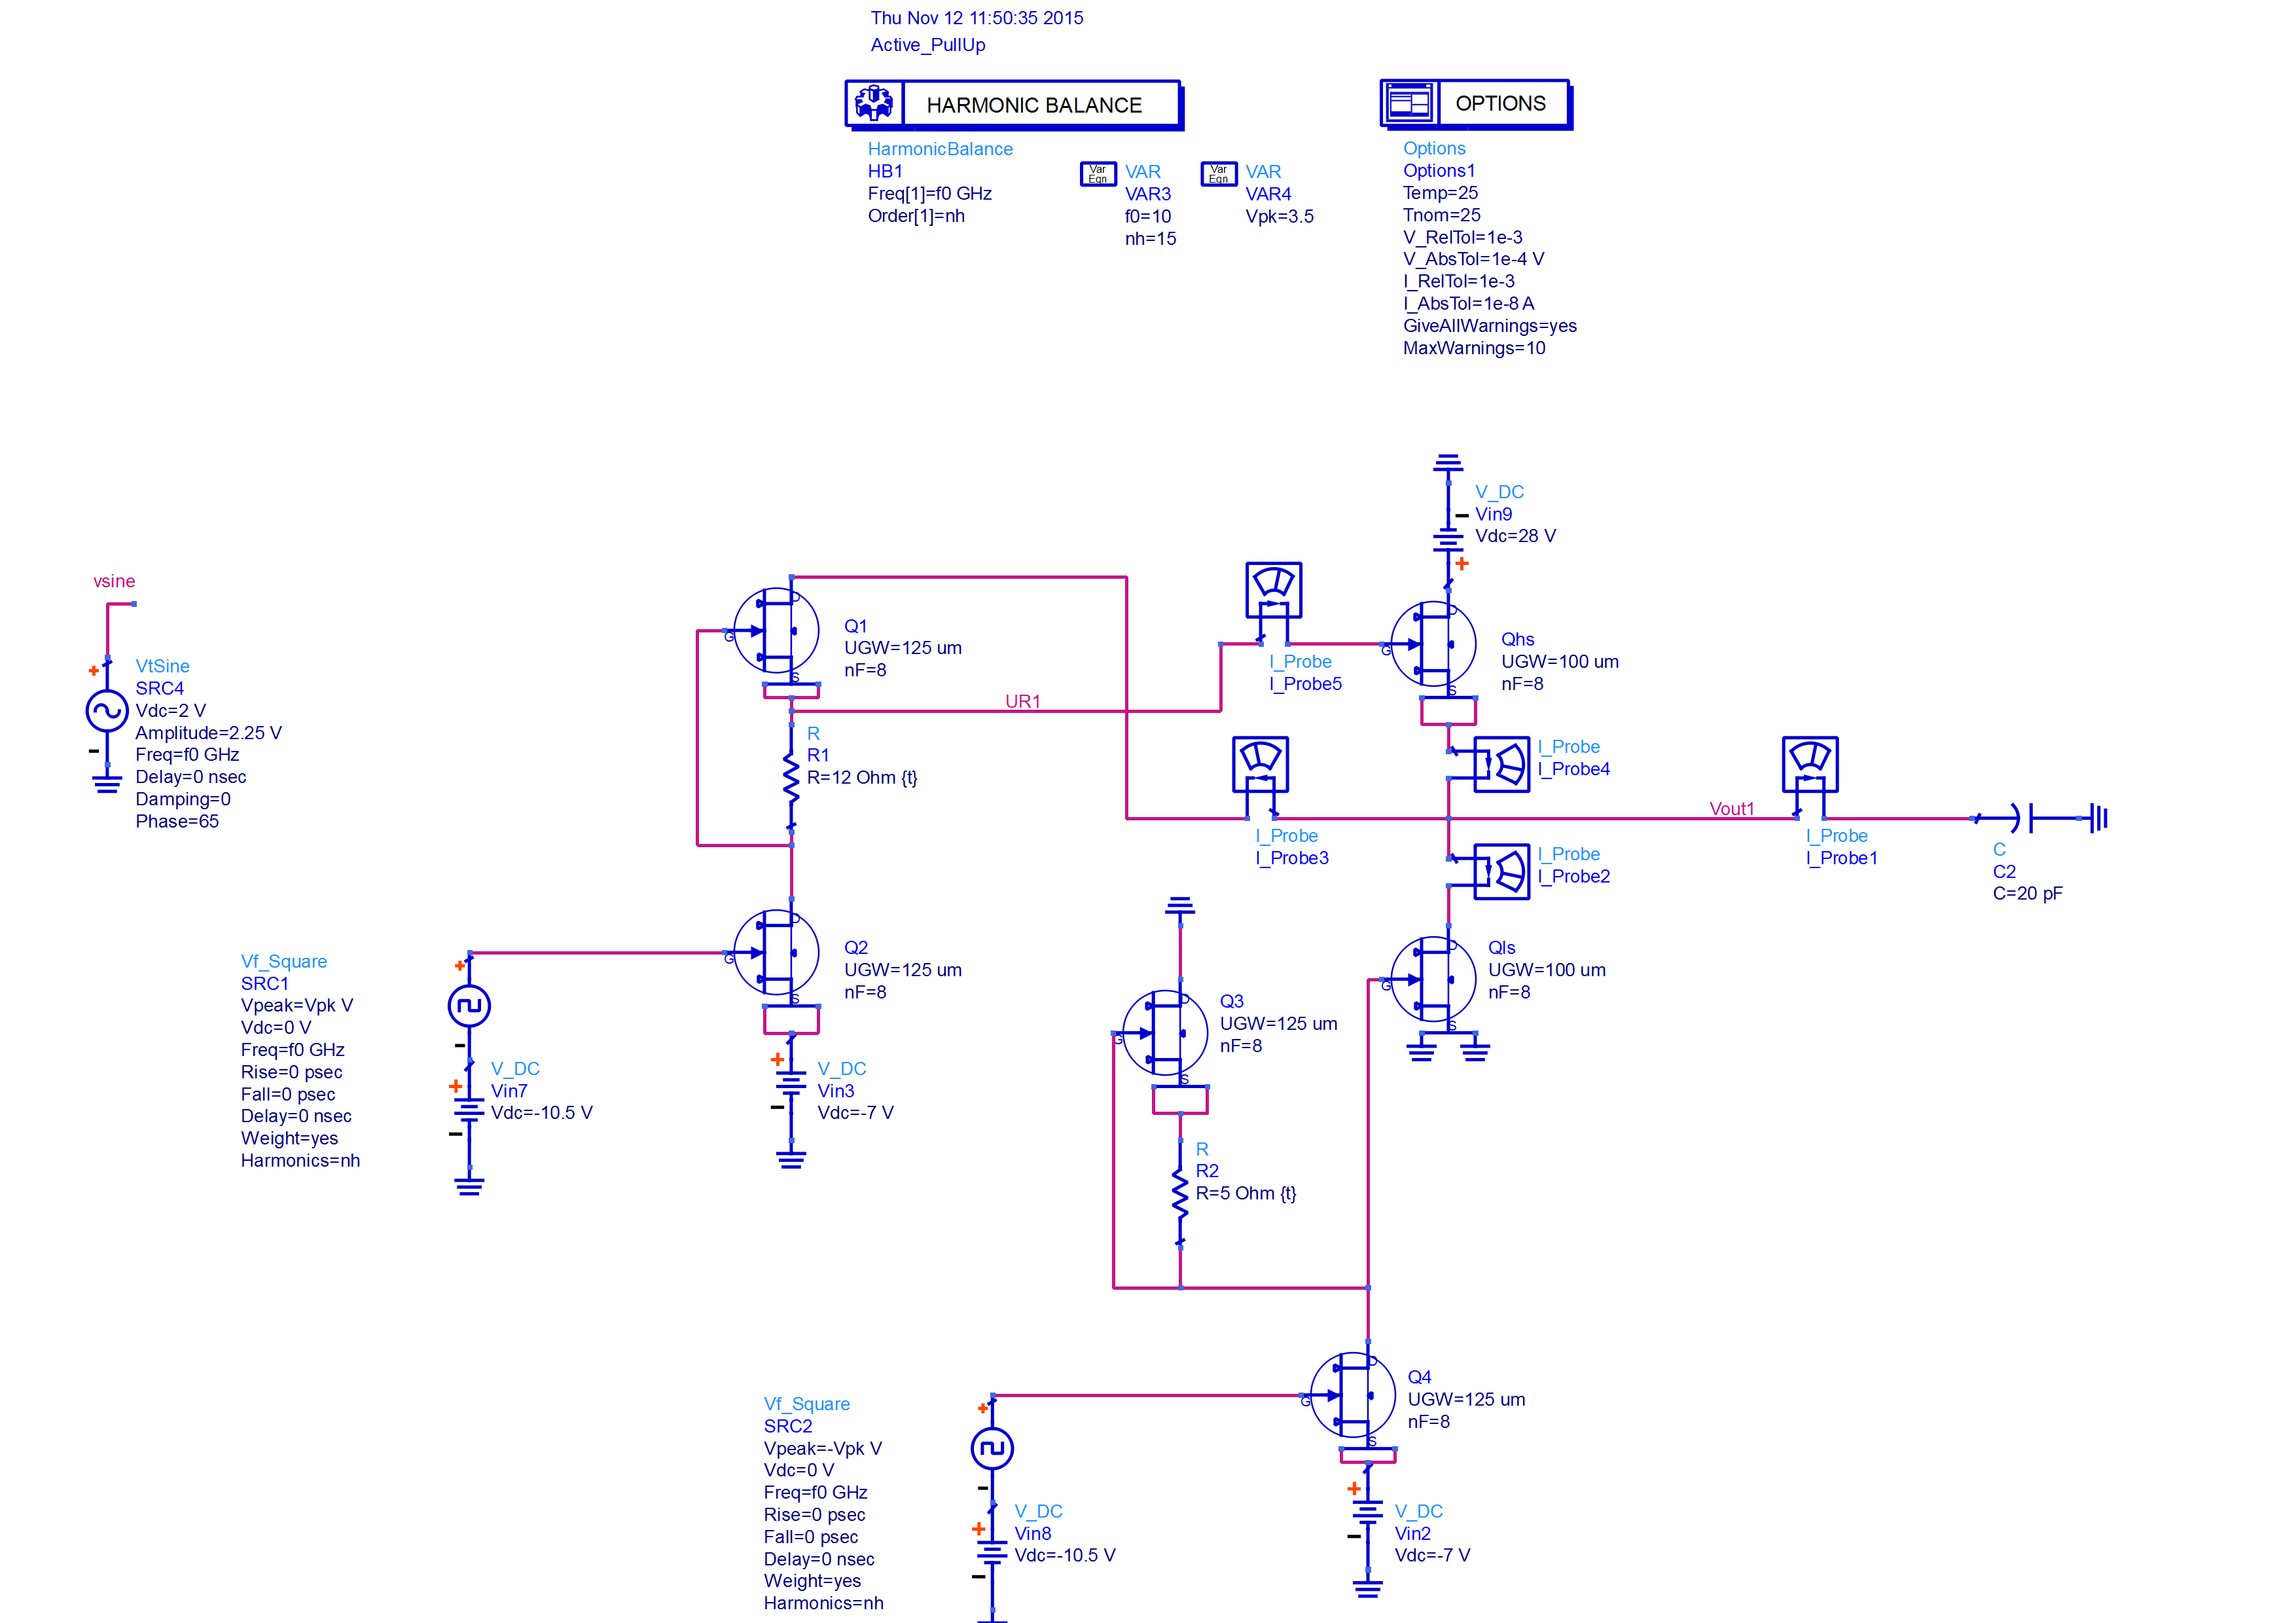 Thu Nov 12 11:50:35 2015
Active_PullUp
HARMONIC BALANCE
HarmonicBalance
HB1
Freq[1]=f0 GHz
Order[1]=nh
Var
Eqn
VAR
VAR3
f0=10
nh=15
Var
Eqn
VAR
VAR4
Vpk=3.5
OPTIONS
Options
Options1
Temp=25
Tnom=25
V_RelTol=1e-3
V_AbsTol=1e-4 V
I_RelTol=1e-3
I_AbsTol=1e-8 A
GiveAllWarnings=yes
MaxWarnings=10
vsine
+
-
VtSine
SRC4
Vdc=2 V
Amplitude=2.25 V
Freq=f0 GHz
Delay=0 nsec
Damping=0
Phase=65
D
G
S
Q1
UGW=125 um
nF=8
UR1
R
R1
R=12 Ohm {t}
I_Probe
I_Probe5
V_DC
Vin9
Vdc=28 V
-
+
D
G
S
Qhs
UGW=100 um
nF=8
I_Probe
I_Probe4
I_Probe
I_Probe3
Vout1
I_Probe
I_Probe1
C
C2
C=20 pF
I_Probe
I_Probe2
D
G
S
Q2
UGW=125 um
nF=8
Vf_Square
SRC1
Vpeak=Vpk V
Vdc=0 V
Freq=f0 GHz
Rise=0 psec
Fall=0 psec
Delay=0 nsec
Weight=yes
Harmonics=nh
+
-
+
-
V_DC
Vin7
Vdc=-10.5 V
+
-
V_DC
Vin3
Vdc=-7 V
D
G
S
Q3
UGW=125 um
nF=8
D
G
S
Qls
UGW=100 um
nF=8
R
R2
R=5 Ohm {t}
D
G
S
Q4
UGW=125 um
nF=8
Vf_Square
SRC2
Vpeak=-Vpk V
Vdc=0 V
Freq=f0 GHz
Rise=0 psec
Fall=0 psec
Delay=0 nsec
Weight=yes
Harmonics=nh
+
-
+
-
V_DC
Vin8
Vdc=-10.5 V
+
-
V_DC
Vin2
Vdc=-7 V